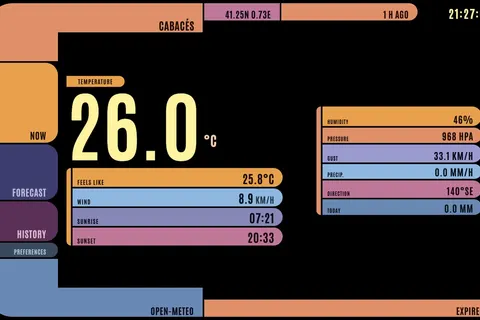 CABACÉS
41.25N 0.73E
1 H AGO
21:27:
TEMPERATURE
26.0 °C
NOW
FORECAST
HISTORY
PREFERENCES
FEELS LIKE 25.8°C
WIND 8.9 KM/H
SUNRISE 07:21
SUNSET 20:33
HUMIDITY 46%
PRESSURE 968 HPA
GUST 33.1 KM/H
PRECIP. 0.0 MM/H
DIRECTION 140°SE
TODAY 0.0 MM
OPEN-METEO
EXPIRE